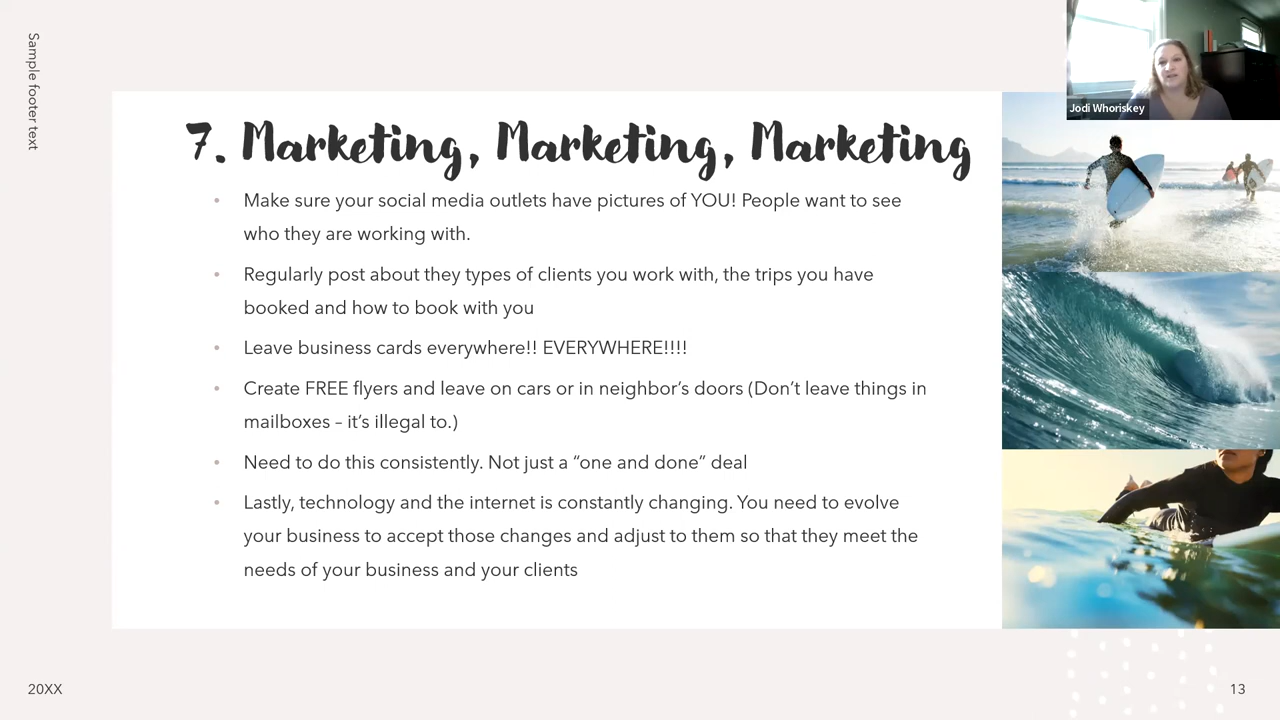 Sample footer text
Jodi Whoriskey
7. Marketing, Marketing, Marketing
• Make sure your social media outlets have pictures of YOU! People want to see
who they are working with.
• Regularly post about they types of clients you work with, the trips you have
booked and how to book with you
• Leave business cards everywhere!! EVERYWHERE!!!!
• Create FREE flyers and leave on cars or in neighbor’s doors (Don’t leave things in
mailboxes – it’s illegal to.)
• Need to do this consistently. Not just a “one and done” deal
• Lastly, technology and the internet is constantly changing. You need to evolve
your business to accept those changes and adjust to them so that they meet the
needs of your business and your clients
20XX
13